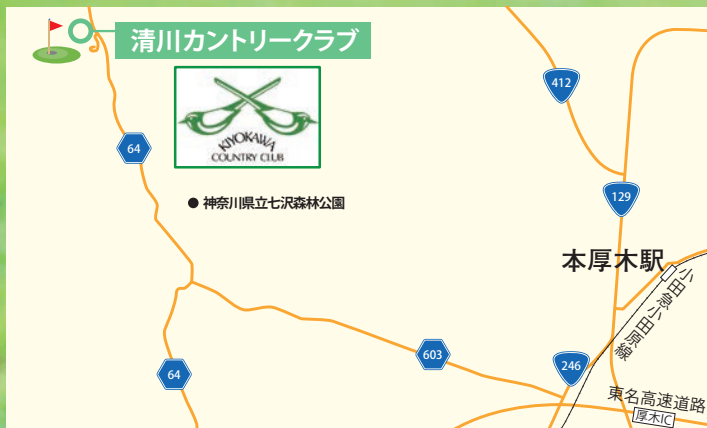 清川カントリークラブ
KIYOKAWA
COUNTRY CLUB
412
64
129
● 神奈川県立七沢森林公園
本厚木駅
小田急小田原線
603
246
64
東名高速道路
厚木IC